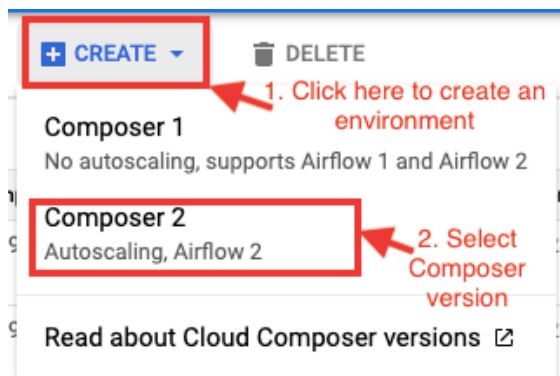 CREATE DELETE
1. Click here to create an
environment
Composer 1
No autoscaling, supports Airflow 1 and Airflow 2
Composer 2
Autoscaling, Airflow 2
2. Select
Composer
version
Read about Cloud Composer versions